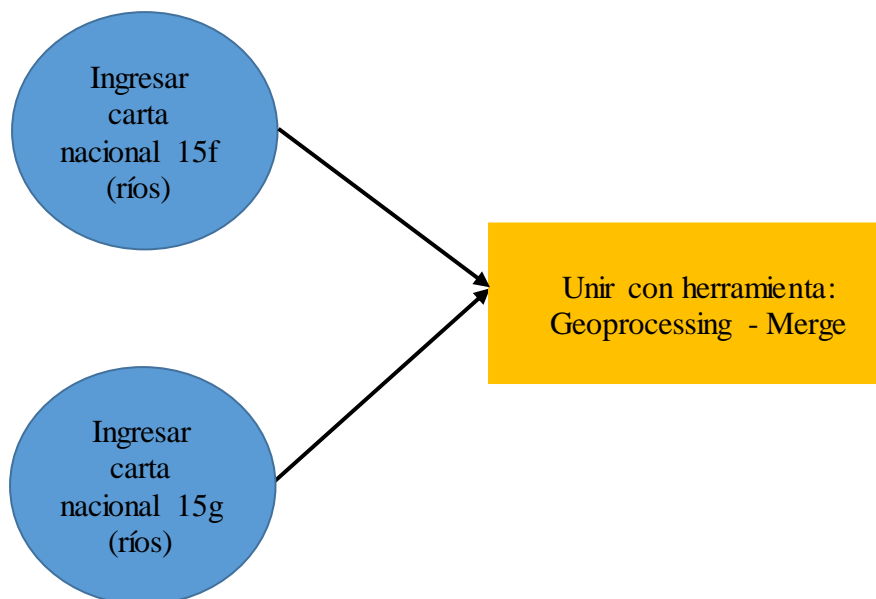 Ingresar
carta
nacional 15f
(ríos)
Unir con herramienta:
Geoprocessing - Merge
Ingresar
carta
nacional 15g
(ríos)